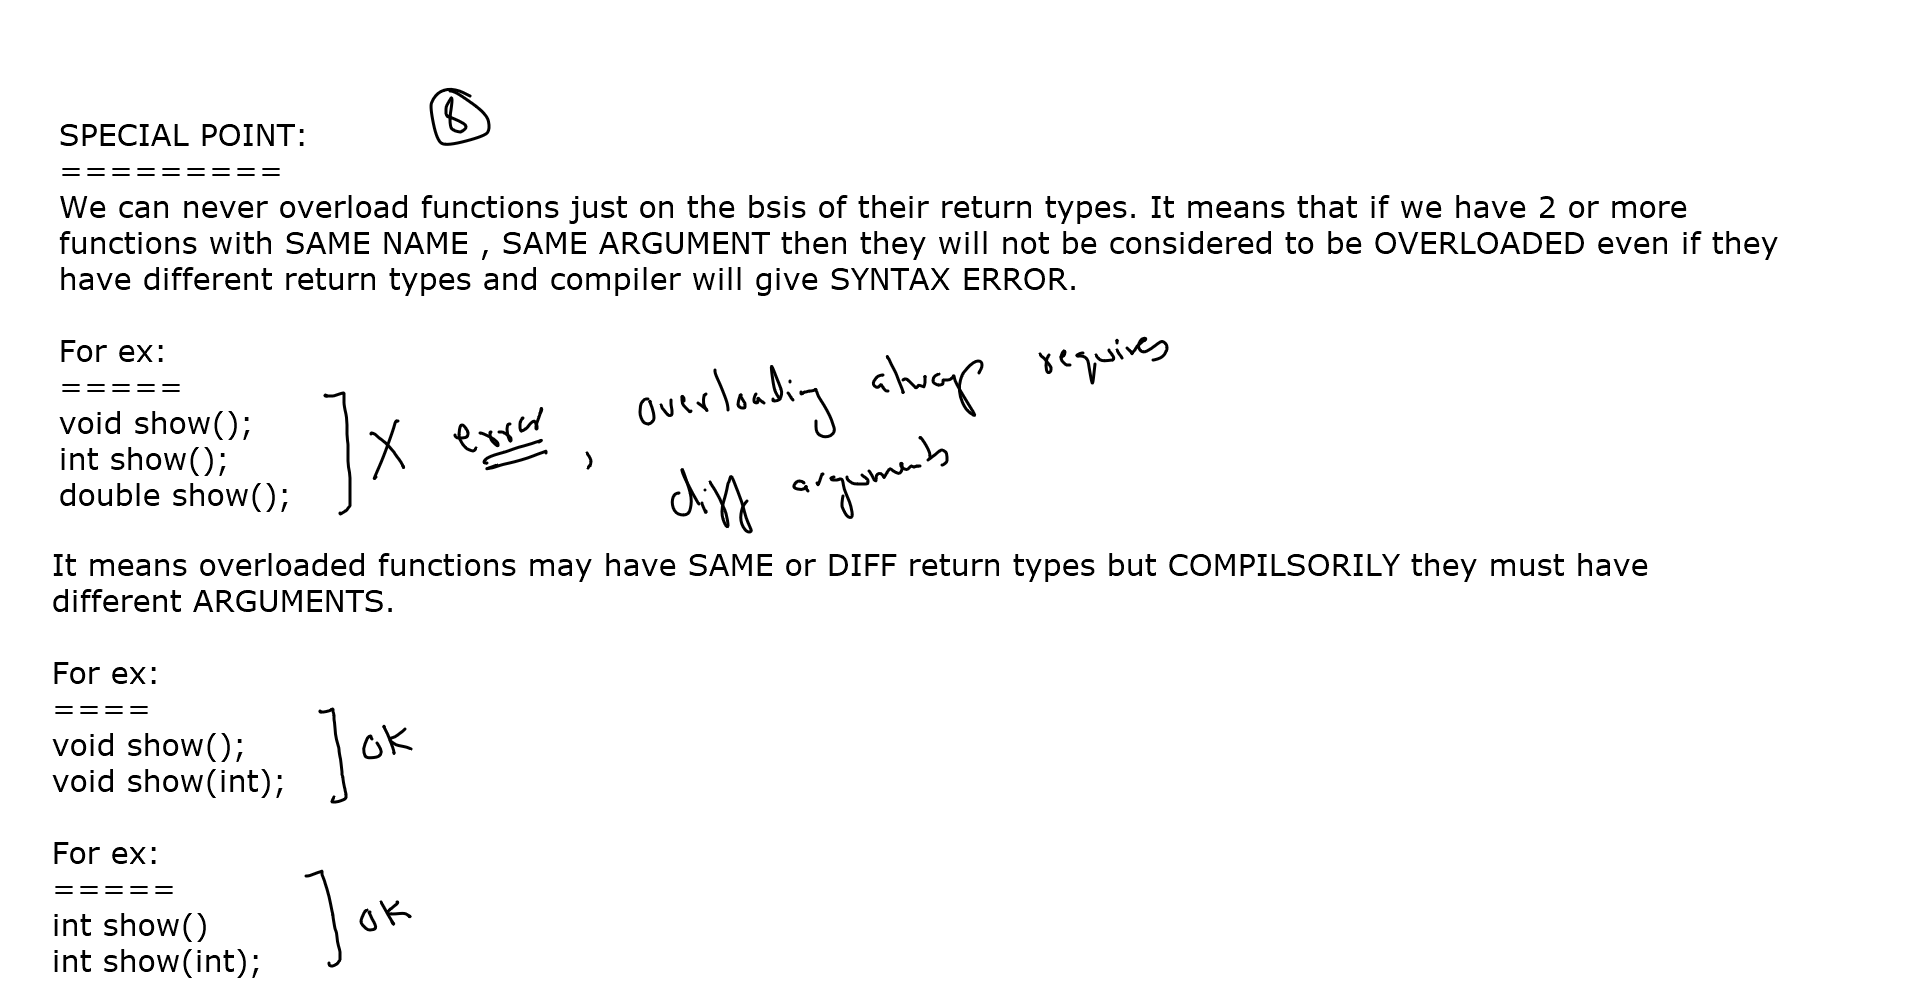 8
SPECIAL POINT:
=========
We can never overload functions just on the bsis of their return types. It means that if we have 2 or more
functions with SAME NAME , SAME ARGUMENT then they will not be considered to be OVERLOADED even if they
have different return types and compiler will give SYNTAX ERROR.
For ex:
=====
void show();
int show();
double show();
X error , overloading always requires
diff arguments
It means overloaded functions may have SAME or DIFF return types but COMPILSORILY they must have
different ARGUMENTS.
For ex:
====
void show();
void show(int);
OK
For ex:
=====
int show()
int show(int);
OK